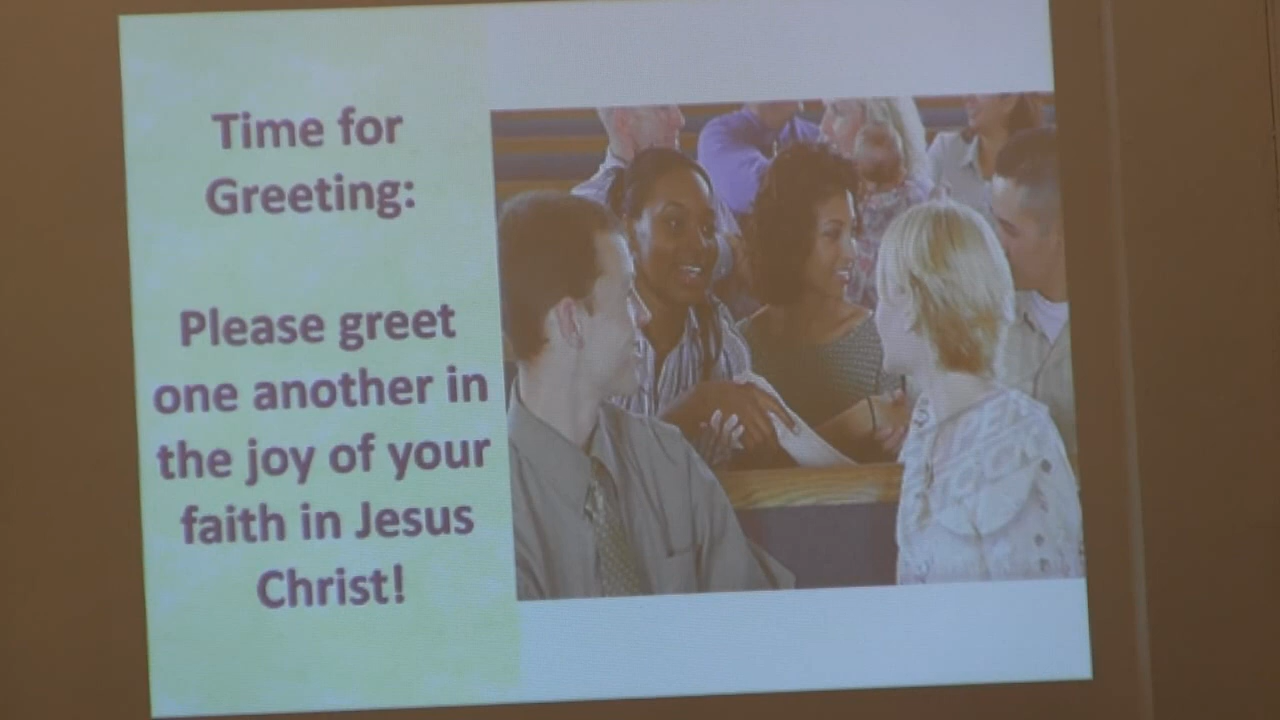 Time for
Greeting:
Please greet
one another in
the joy of your
faith in Jesus
Christ!